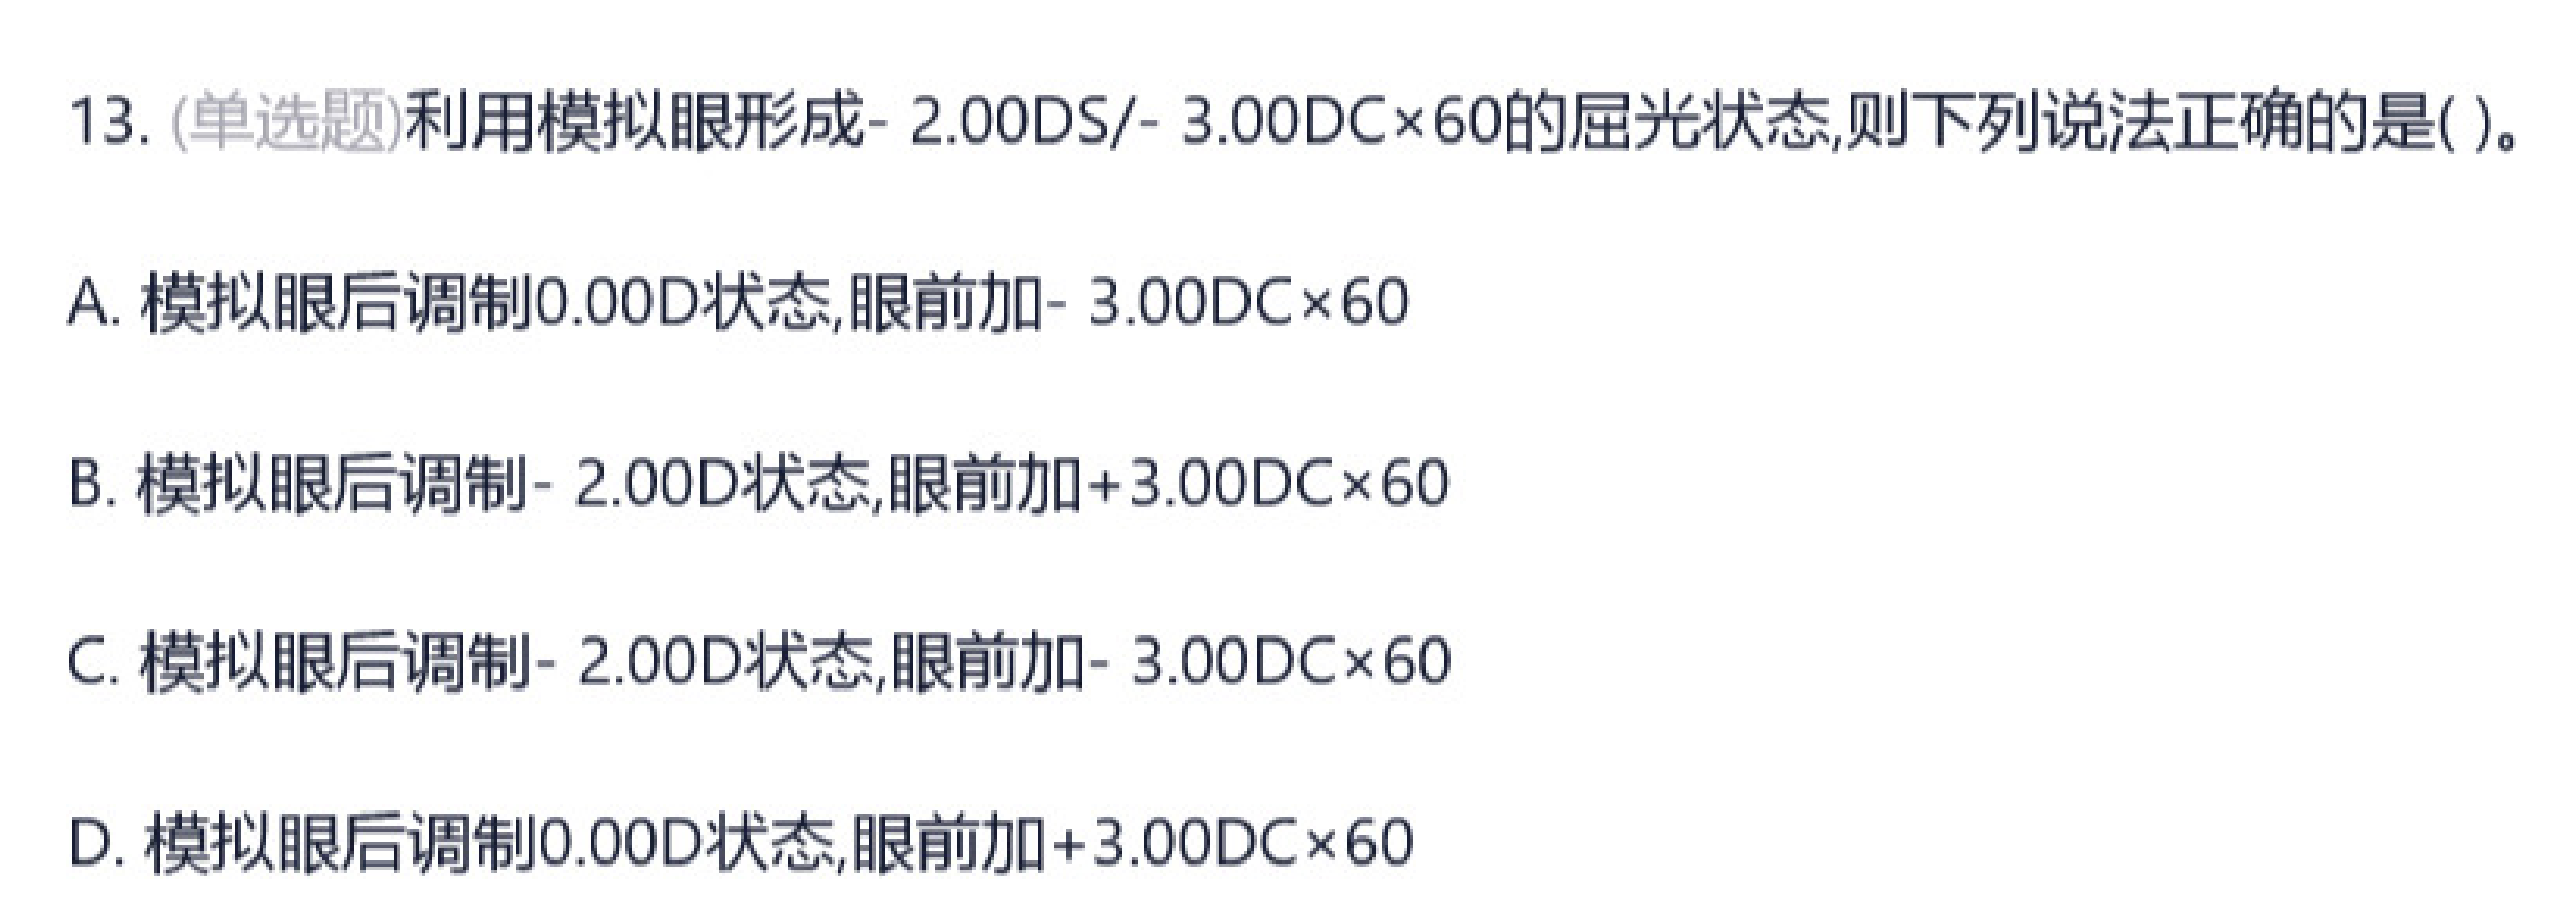 13. (单选题)利用模拟眼形成- 2.00DS/- 3.00DC×60的屈光状态,则下列说法正确的是( )。
A. 模拟眼后调制0.00D状态,眼前加- 3.00DC×60
B. 模拟眼后调制- 2.00D状态,眼前加+3.00DC×60
C. 模拟眼后调制- 2.00D状态,眼前加- 3.00DC×60
D. 模拟眼后调制0.00D状态,眼前加+3.00DC×60